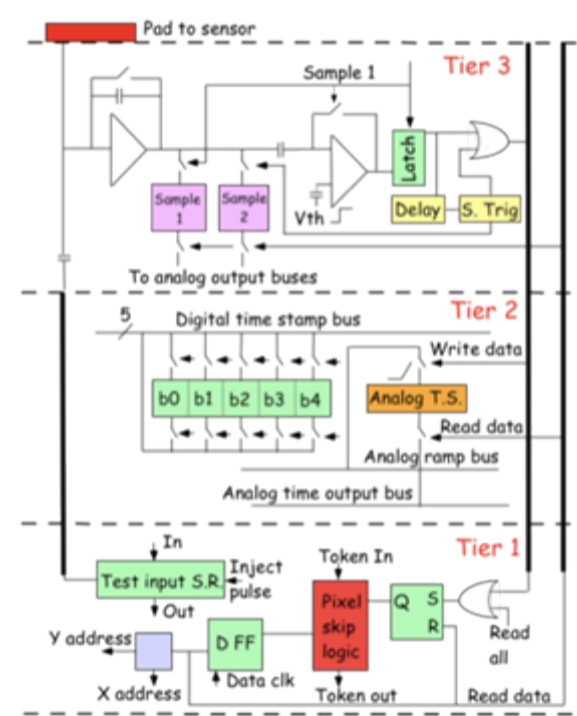 Pad to sensor
Tier 3
Sample 1
Latch
Sample
1
Sample
2
Vth
Delay
S. Trig
To analog output buses
Tier 2
5
Digital time stamp bus
Write data
b0 b1 b2 b3 b4
Analog T.S.
Read data
Analog ramp bus
Analog time output bus
Tier 1
In
Token In
Test input S.R.
Inject
pulse
Out
Pixel
skip
logic
Q S
R
Read
all
Y address
D FF
X address
Data clk
Token out
Read data